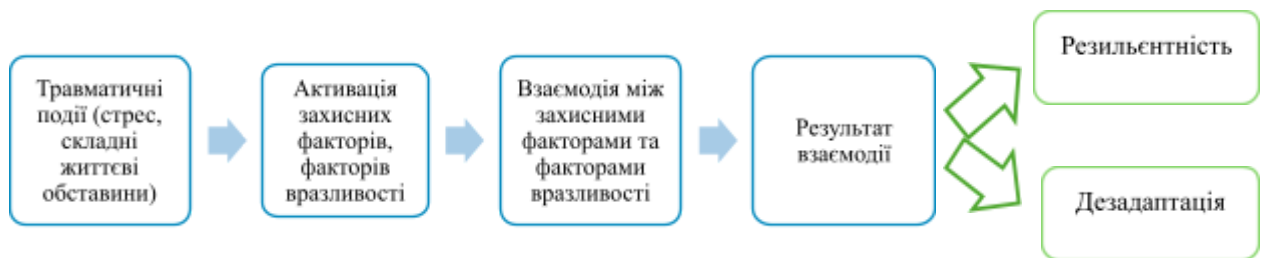 Травматичні
події (стрес,
складні
життєві
обставини)
Активація
захисних
факторів,
факторів
вразливості
Взаємодія між
захисними
факторами та
факторами
вразливості
Результат
взаємодії
Резильєнтність
Дезадаптація